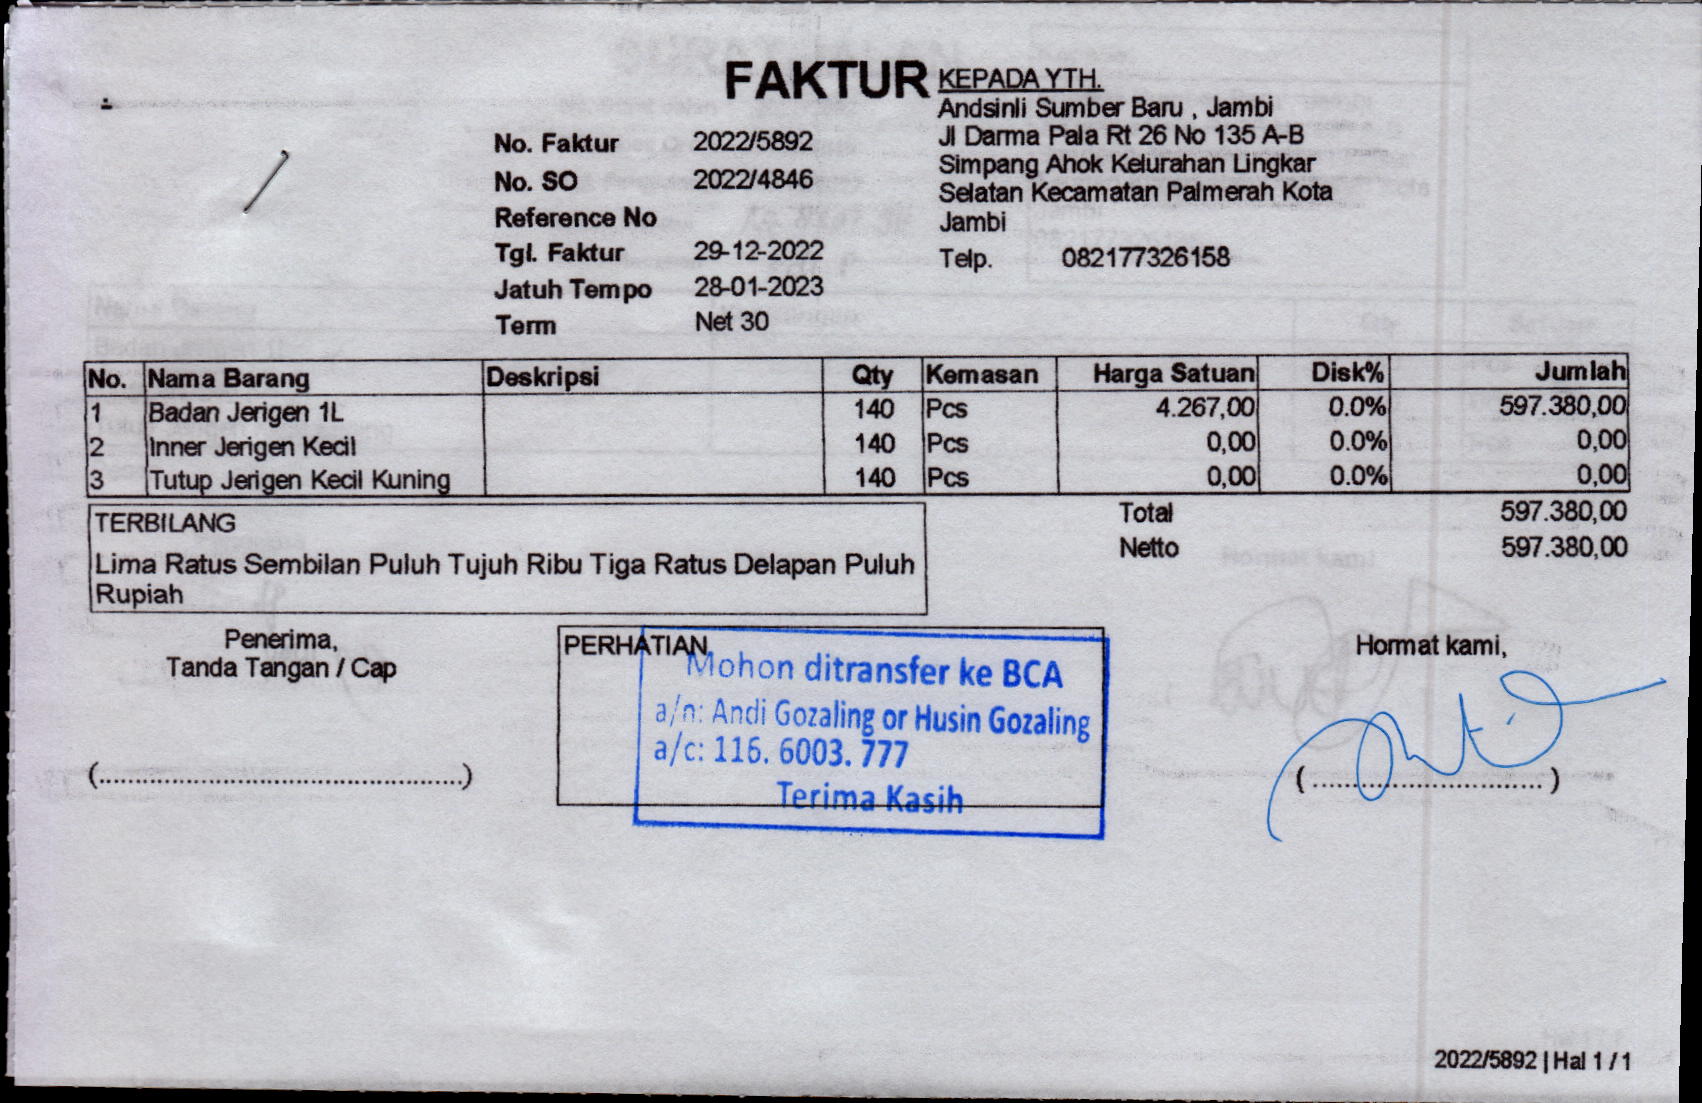 FAKTUR
No. Faktur 2022/5892
No. SO 2022/4846
Reference No
Tgl. Faktur 29-12-2022
Jatuh Tempo 28-01-2023
Term Net 30
KEPADA YTH.
Andsinli Sumber Baru , Jambi
Jl Darma Pala Rt 26 No 135 A-B
Simpang Ahok Kelurahan Lingkar
Selatan Kecamatan Palmerah Kota
Jambi
Telp. 082177326158
No. Nama Barang Deskripsi Qty Kemasan Harga Satuan Disk% Jumlah
1 Badan Jerigen 1L 140 Pcs 4.267,00 0.0% 597.380,00
2 Inner Jerigen Kecil 140 Pcs 0,00 0.0% 0,00
3 Tutup Jerigen Kecil Kuning 140 Pcs 0,00 0.0% 0,00
Total 597.380,00
Netto 597.380,00
TERBILANG
Lima Ratus Sembilan Puluh Tujuh Ribu Tiga Ratus Delapan Puluh
Rupiah
Penerima,
Tanda Tangan / Cap
(................................................)
PERHATIAN
Mohon ditransfer ke BCA
a/n: Andi Gozaling or Husin Gozaling
a/c: 116. 6003. 777
Terima Kasih
Hormat kami,
(..............................)
2022/5892 | Hal 1 / 1